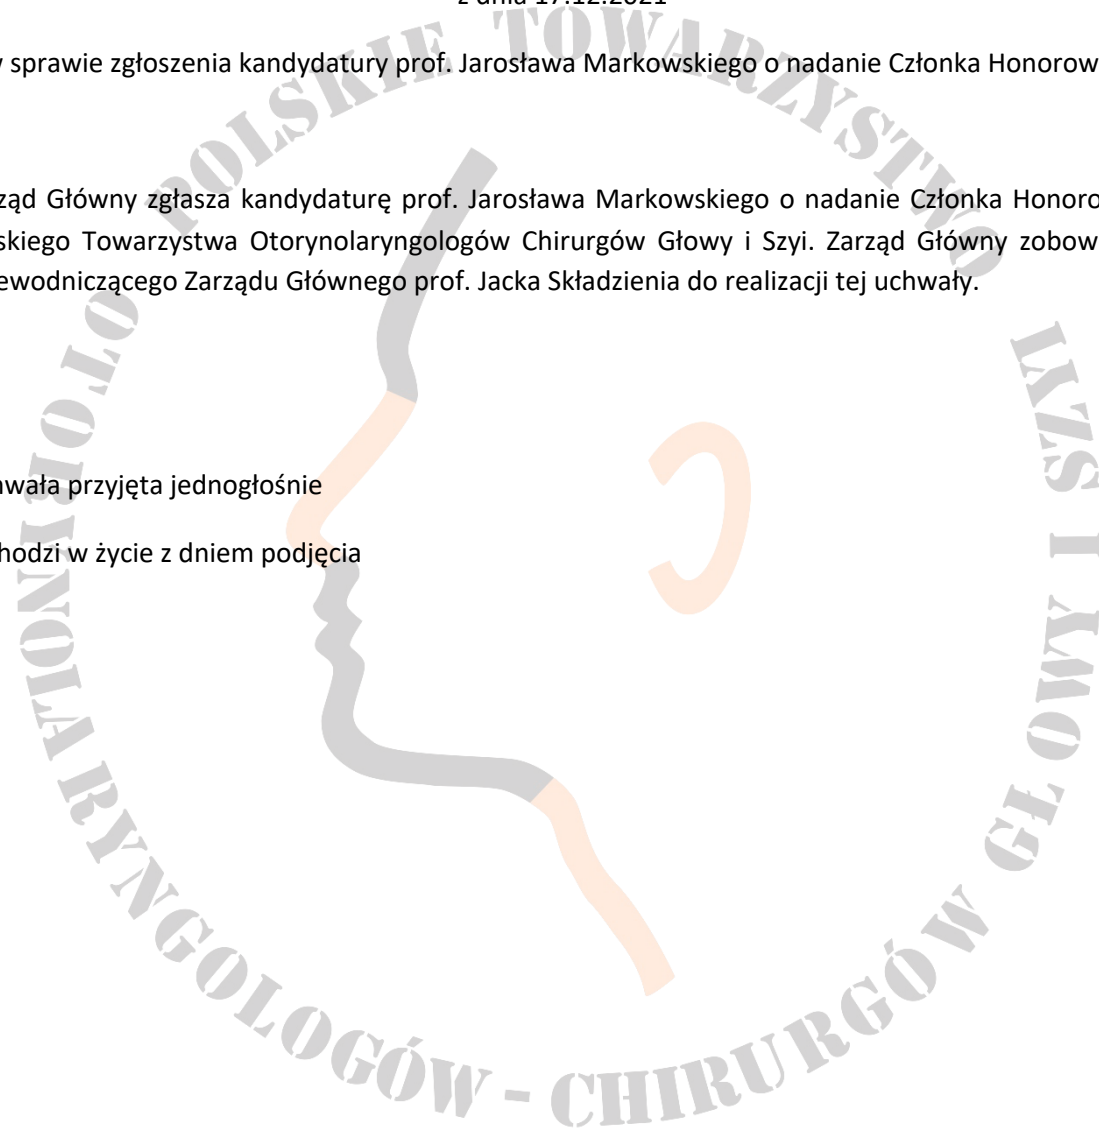 z dnia 17.12.2021
sprawie zgłoszenia kandydatury prof. Jarosława Markowskiego o nadanie Członka Honorow
ząd Główny zgłasza kandydaturę prof. Jarosława Markowskiego o nadanie Członka Honoro
skiego Towarzystwa Otorynolaryngologów Chirurgów Głowy i Szyi. Zarząd Główny zobow
ewodniczącego Zarządu Głównego prof. Jacka Składzienia do realizacji tej uchwały.
wała przyjęta jednogłośnie
hodzi w życie z dniem podjęcia
POLSKIE TOWARZYSTWO
OTORYNOLARYNGOLOGÓW - CHIRURGÓW GŁOWY I SZYI